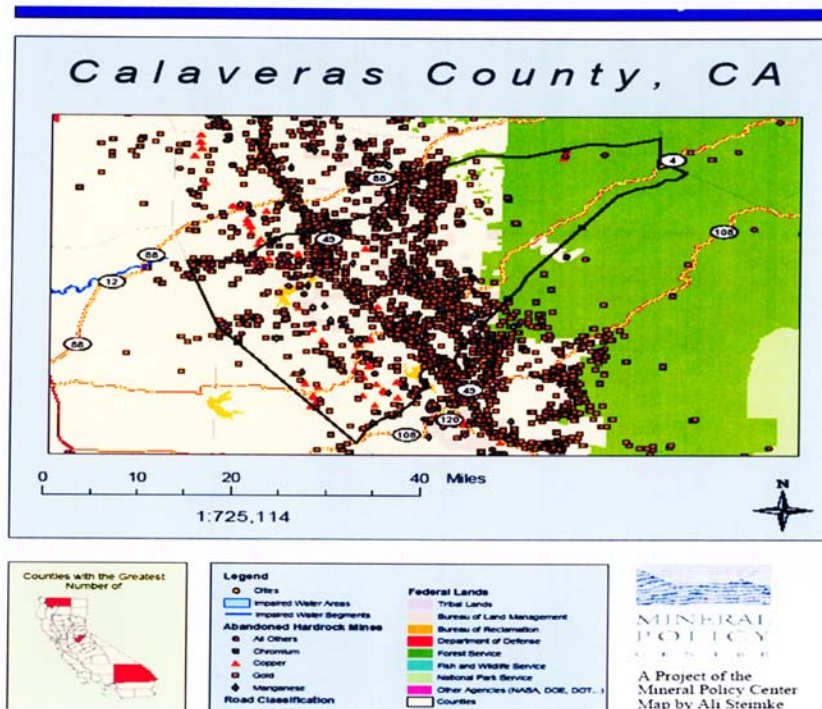 Calaveras County, CA
88
4
108
49
88
12
88
49
120
108
0 10 20 40 Miles
1:725,114
N
Counties with the Greatest
Number of
Legend
Cities
Impaired Water Areas
Impaired Water Segments
Abandoned Hardrock Mines
All Others
Chromium
Copper
Gold
Manganese
Road Classification
Federal Lands
Tribal Lands
Bureau of Land Management
Bureau of Reclamation
Department of Defense
Forest Service
Fish and Wildlife Service
National Park Service
Other Agencies (NASA, DOE, DOT...)
Counties
MINERAL
POLICY
CENTER
A Project of the
Mineral Policy Center
Map by Ali Steimke